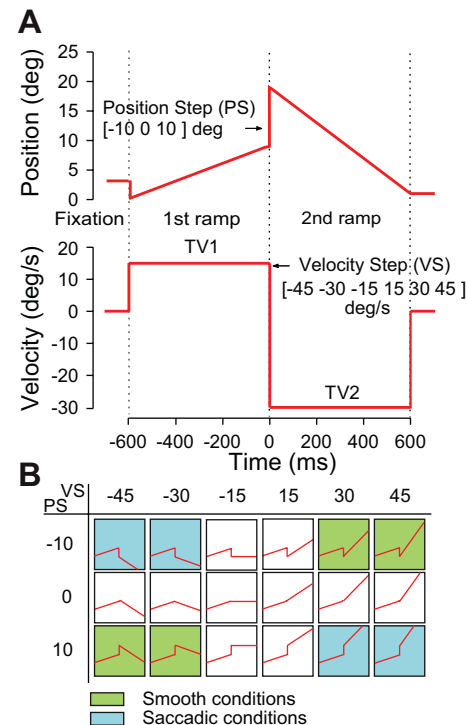 A
Position (deg)
25
20
15
10
5
0
Position Step (PS)
[-10 0 10 ] deg
Fixation 1st ramp 2nd ramp
Velocity (deg/s)
20
10
0
-10
-20
-30
TV1
Velocity Step (VS)
[-45 -30 -15 15 30 45 ]
deg/s
TV2
-600 -400 -200 0 200 400 600
Time (ms)
B
VS
PS
-45 -30 -15 15 30 45
-10
0
10
Smooth conditions
Saccadic conditions